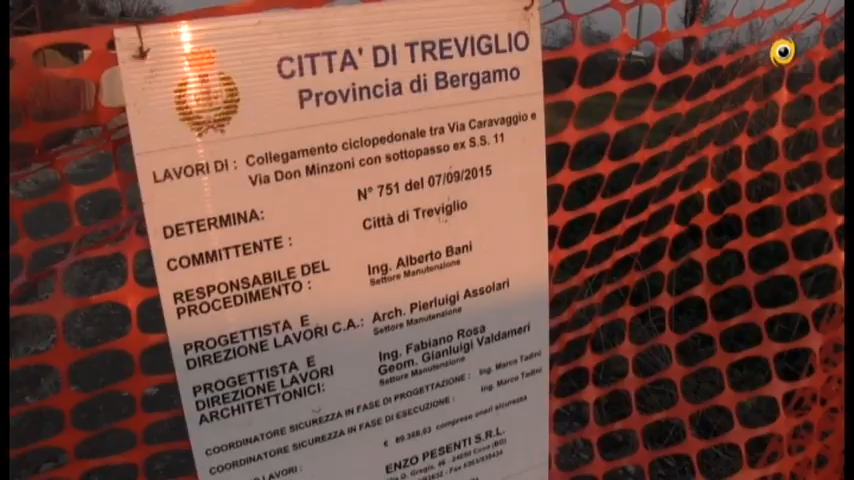 CITTA' DI TREVIGLIO
Provincia di Bergamo
LAVORI DI : Collegamento ciclopedonale tra Via Caravaggio e
Via Don Minzoni con sottopasso ex S.S. 11
DETERMINA: N° 751 del 07/09/2015
COMMITTENTE : Città di Treviglio
RESPONSABILE DEL
PROCEDIMENTO : Ing. Alberto Bani
Settore Manutenzione
PROGETTISTA E
DIREZIONE LAVORI C.A.: Arch. Pierluigi Assolari
Settore Manutenzione
PROGETTISTA E
DIREZIONE LAVORI
ARCHITETTONICI: Ing. Fabiano Rosa
Geom. Gianluigi Valdameri
Settore Manutenzione
COORDINATORE SICUREZZA IN FASE DI PROGETTAZIONE : Ing. Marco Tadini
COORDINATORE SICUREZZA IN FASE DI ESECUZIONE : Ing. Marco Tadini
LAVORI : compreso oneri sicurezza
ENZO PESENTI S.R.L.